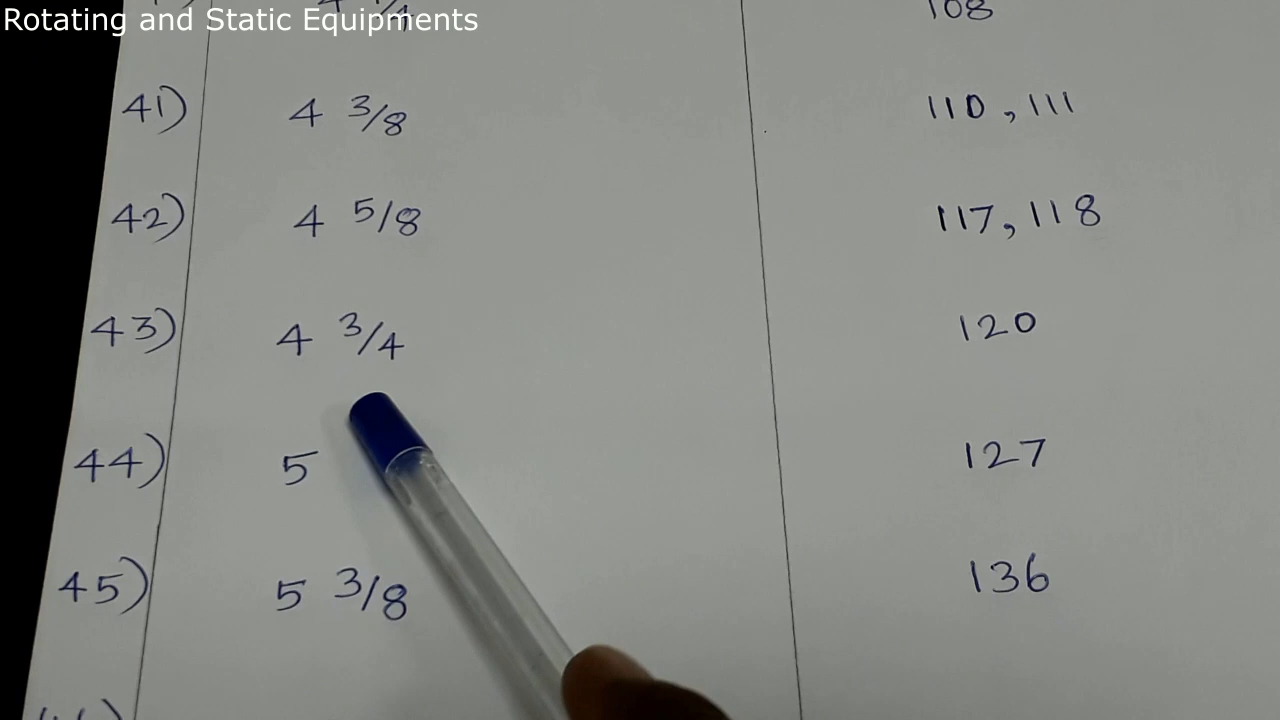 Rotating and Static Equipments
108
41) 4 3/8 110, 111
42) 4 5/8 117, 118
43) 4 3/4 120
44) 5 127
45) 5 3/8 136